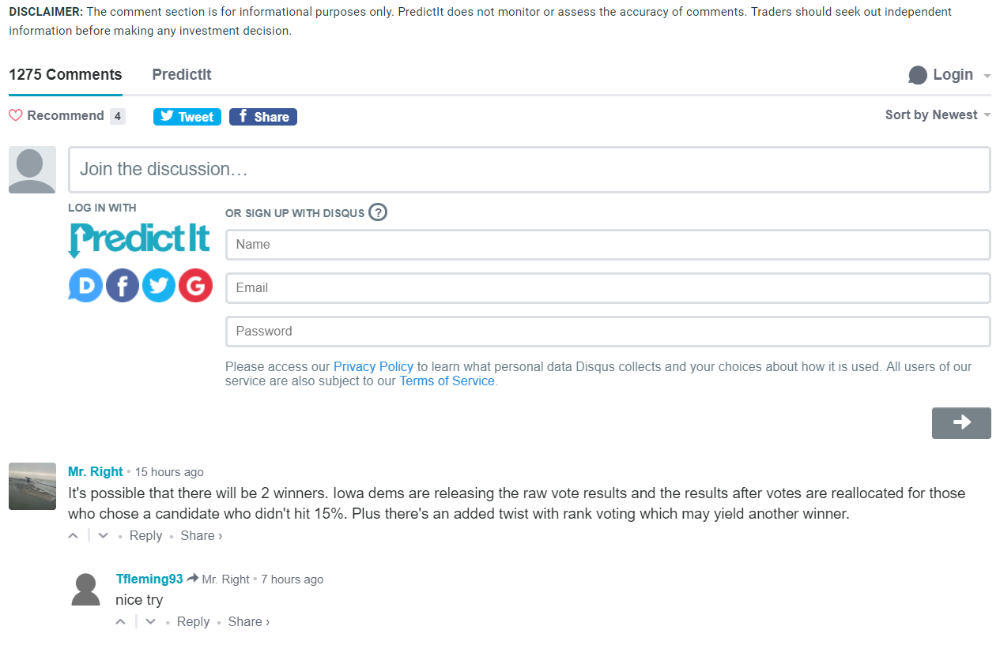 DISCLAIMER: The comment section is for informational purposes only. PredictIt does not monitor or assess the accuracy of comments. Traders should seek out independent
information before making any investment decision.
1275 Comments PredictIt Login
Recommend 4 Tweet f Share Sort by Newest
Join the discussion…
LOG IN WITH
OR SIGN UP WITH DISQUS ?
PredictIt
Name
D f G
Email
Password
Please access our Privacy Policy to learn what personal data Disqus collects and your choices about how it is used. All users of our
service are also subject to our Terms of Service.
Mr. Right • 15 hours ago
It's possible that there will be 2 winners. Iowa dems are releasing the raw vote results and the results after votes are reallocated for those
who chose a candidate who didn't hit 15%. Plus there's an added twist with rank voting which may yield another winner.
• Reply • Share ›
Tfleming93 Mr. Right • 7 hours ago
nice try
• Reply • Share ›